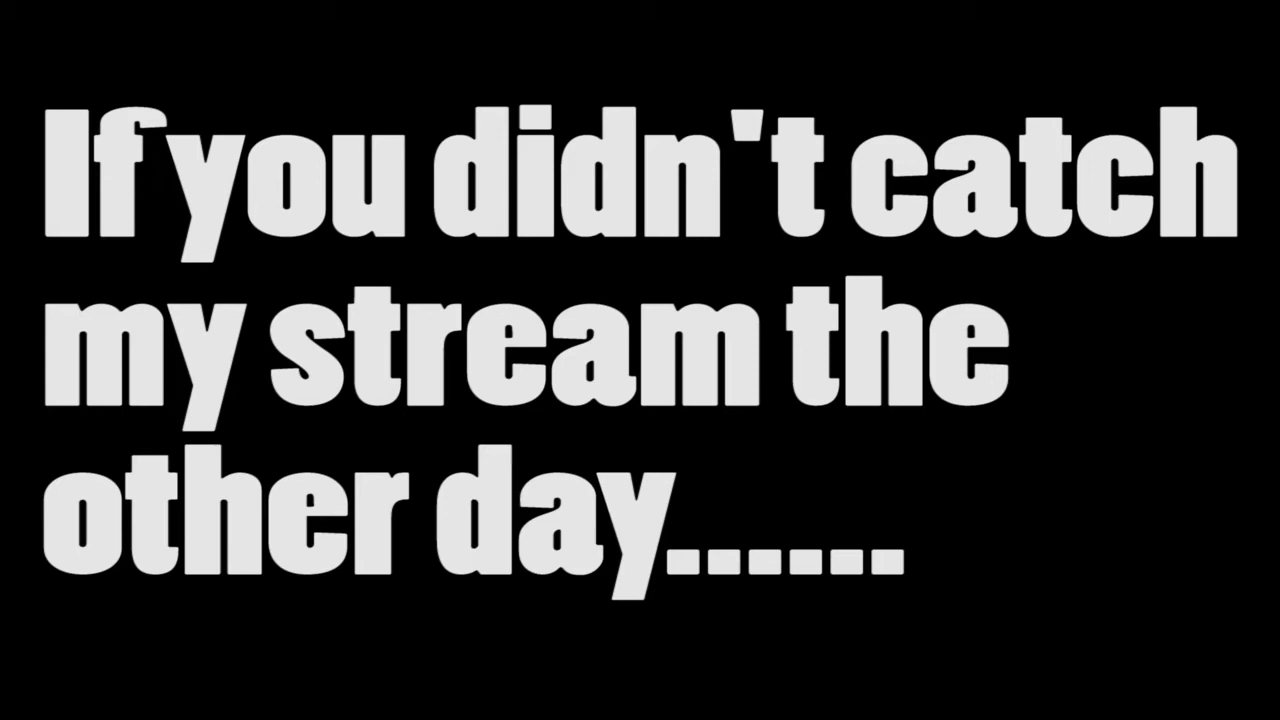 If you didn't catch
my stream the
other day......